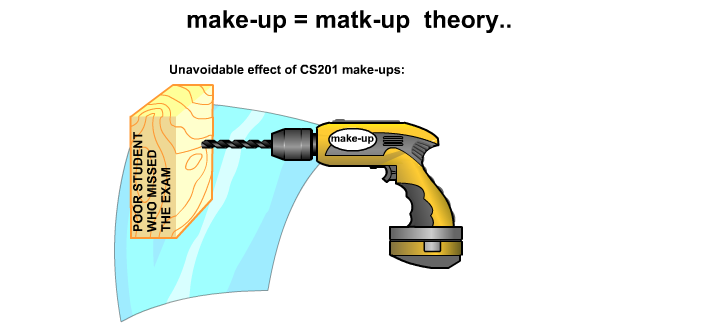 make-up = matk-up theory..
Unavoidable effect of CS201 make-ups:
make-up
POOR STUDENT
WHO MISSED
THE EXAM